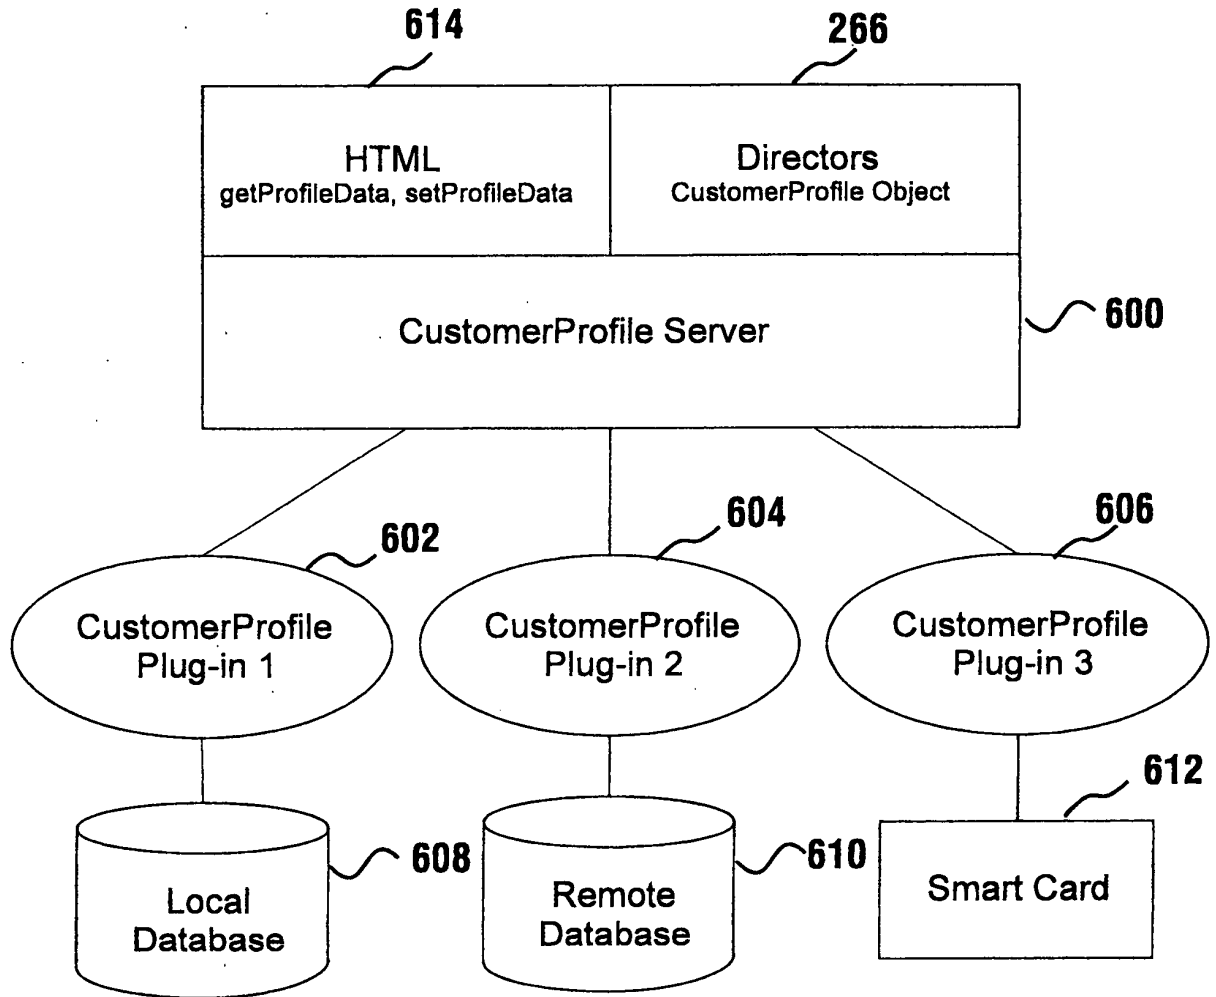 614
266
HTML
getProfileData, setProfileData
Directors
CustomerProfile Object
CustomerProfile Server
600
602
604
606
CustomerProfile
Plug-in 1
CustomerProfile
Plug-in 2
CustomerProfile
Plug-in 3
612
608
610
Local
Database
Remote
Database
Smart Card